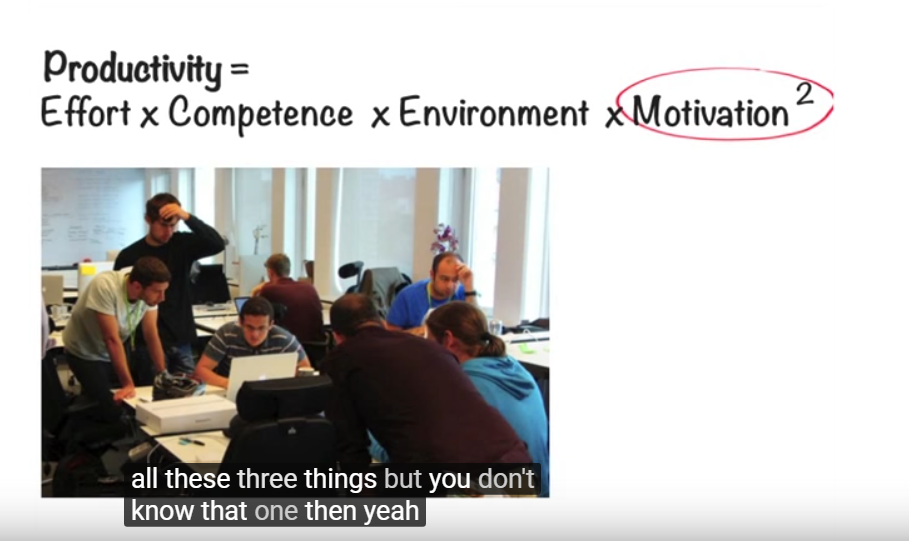 Productivity =
Effort x Competence x Environment x Motivation 2
all these three things but you don't
know that one then yeah